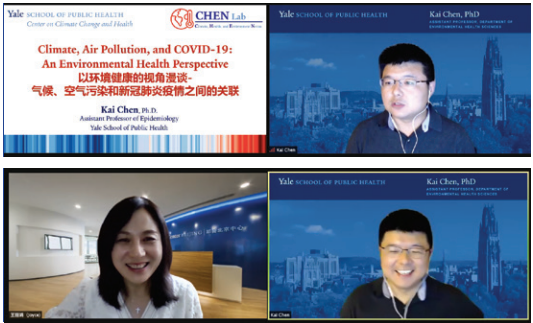 Yale SCHOOL OF PUBLIC HEALTH
Center on Climate Change and Health
CHEN Lab
Climate, Air Pollution, and COVID-19:
An Environmental Health Perspective
以环境健康的视角漫谈-
气候、空气污染和新冠肺炎疫情之间的关联
Kai Chen, Ph.D.
Assistant Professor of Epidemiology
Yale School of Public Health
Yale SCHOOL OF PUBLIC HEALTH
Kai Chen, PhD
ASSISTANT PROFESSOR, DEPARTMENT OF
ENVIRONMENTAL HEALTH SCIENCES
Kai Chen
Yale SCHOOL OF PUBLIC HEALTH
Kai Chen, PhD
ASSISTANT PROFESSOR, DEPARTMENT OF
ENVIRONMENTAL HEALTH SCIENCES
Kai Chen